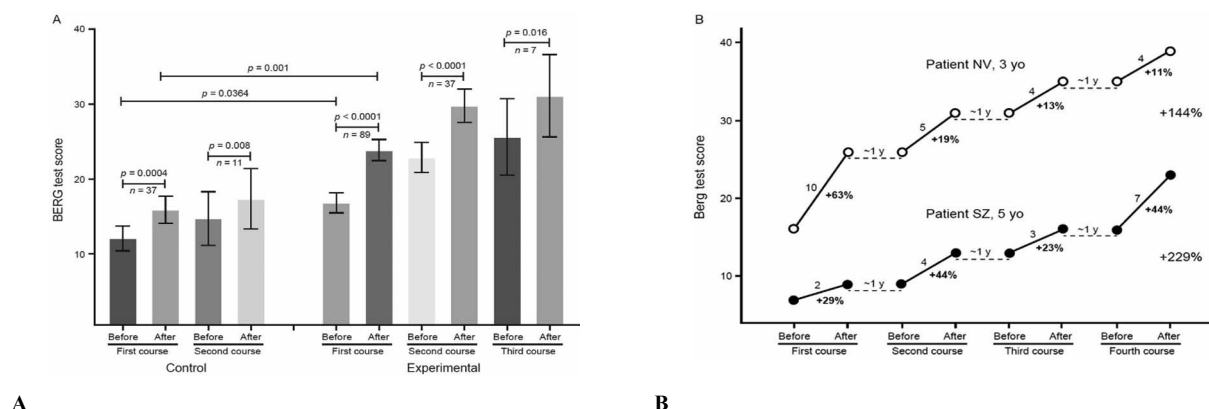 A
40
30
20
10
BERG test score
p = 0.0004
n = 37
p = 0.008
n = 11
p = 0.0364
p = 0.001
p < 0.0001
n = 89
p < 0.0001
n = 37
p = 0.016
n = 7
Before After Before After Before After Before After Before After
First course Second course First course Second course Third course
Control Experimental
A
B
40
30
20
10
Berg test score
Patient NV, 3 yo
10
+63%
~1 y
5
+19%
~1 y
4
+13%
~1 y
4
+11%
+144%
Patient SZ, 5 yo
2
+29%
~1 y
4
+44%
~1 y
3
+23%
~1 y
7
+44%
+229%
Before After Before After Before After Before After
First course Second course Third course Fourth course
B